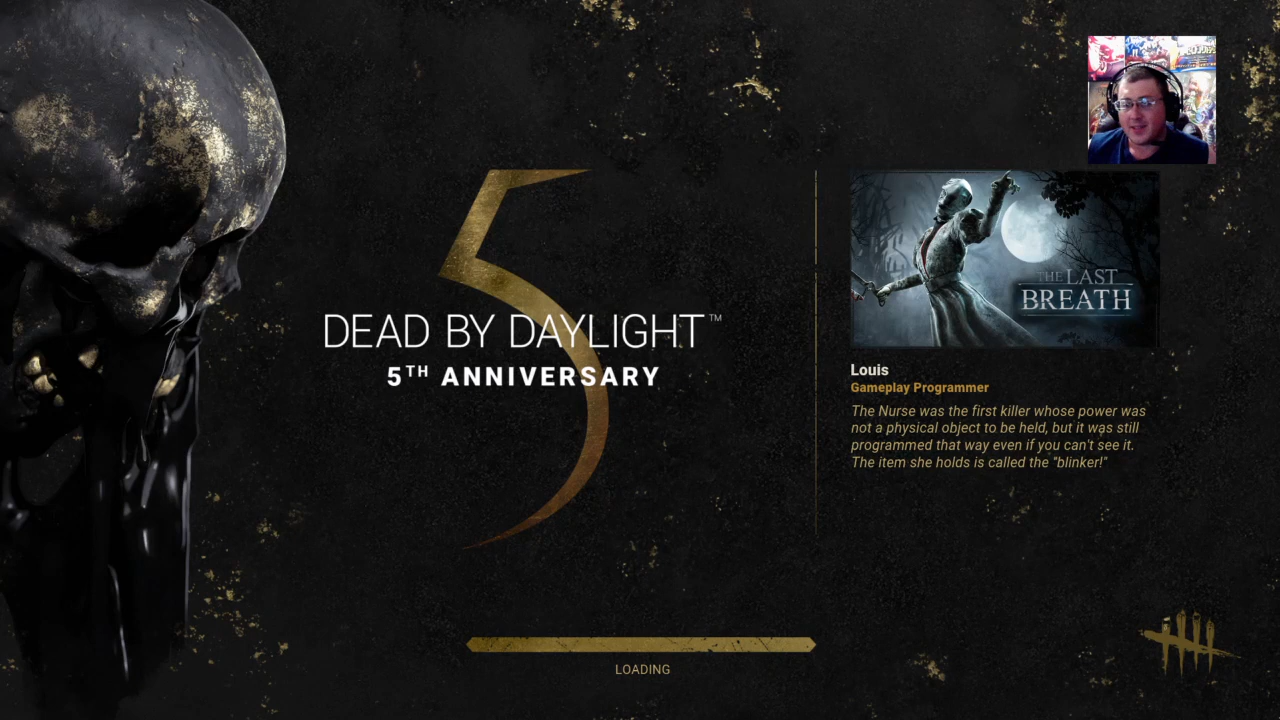 DEAD BY DAYLIGHT™
5TH ANNIVERSARY
THE LAST
BREATH
Louis
Gameplay Programmer
The Nurse was the first killer whose power was
not a physical object to be held, but it was still
programmed that way even if you can't see it.
The item she holds is called the "blinker!"
LOADING